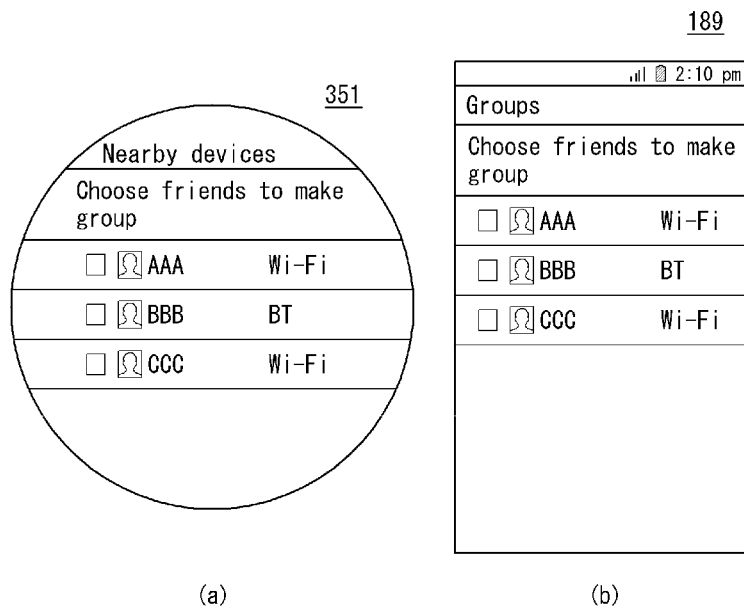 351
Nearby devices
Choose friends to make
group
AAA Wi-Fi
BBB BT
CCC Wi-Fi
(a)
189
2:10 pm
Groups
Choose friends to make
group
AAA Wi-Fi
BBB BT
CCC Wi-Fi
(b)